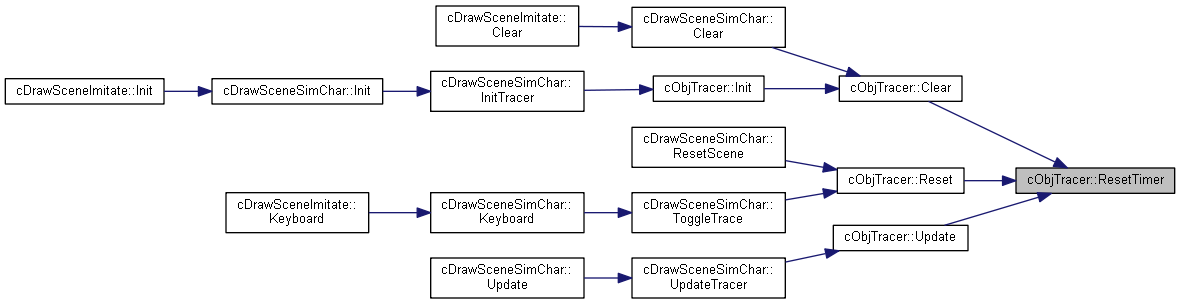 cDrawSceneImitate::
Clear
cDrawSceneSimChar::
Clear
cDrawSceneImitate::Init
cDrawSceneSimChar::Init
cDrawSceneSimChar::
InitTracer
cObjTracer::Init
cObjTracer::Clear
cDrawSceneSimChar::
ResetScene
cObjTracer::Reset
cObjTracer::ResetTimer
cDrawSceneImitate::
Keyboard
cDrawSceneSimChar::
Keyboard
cDrawSceneSimChar::
ToggleTrace
cObjTracer::Update
cDrawSceneSimChar::
Update
cDrawSceneSimChar::
UpdateTracer